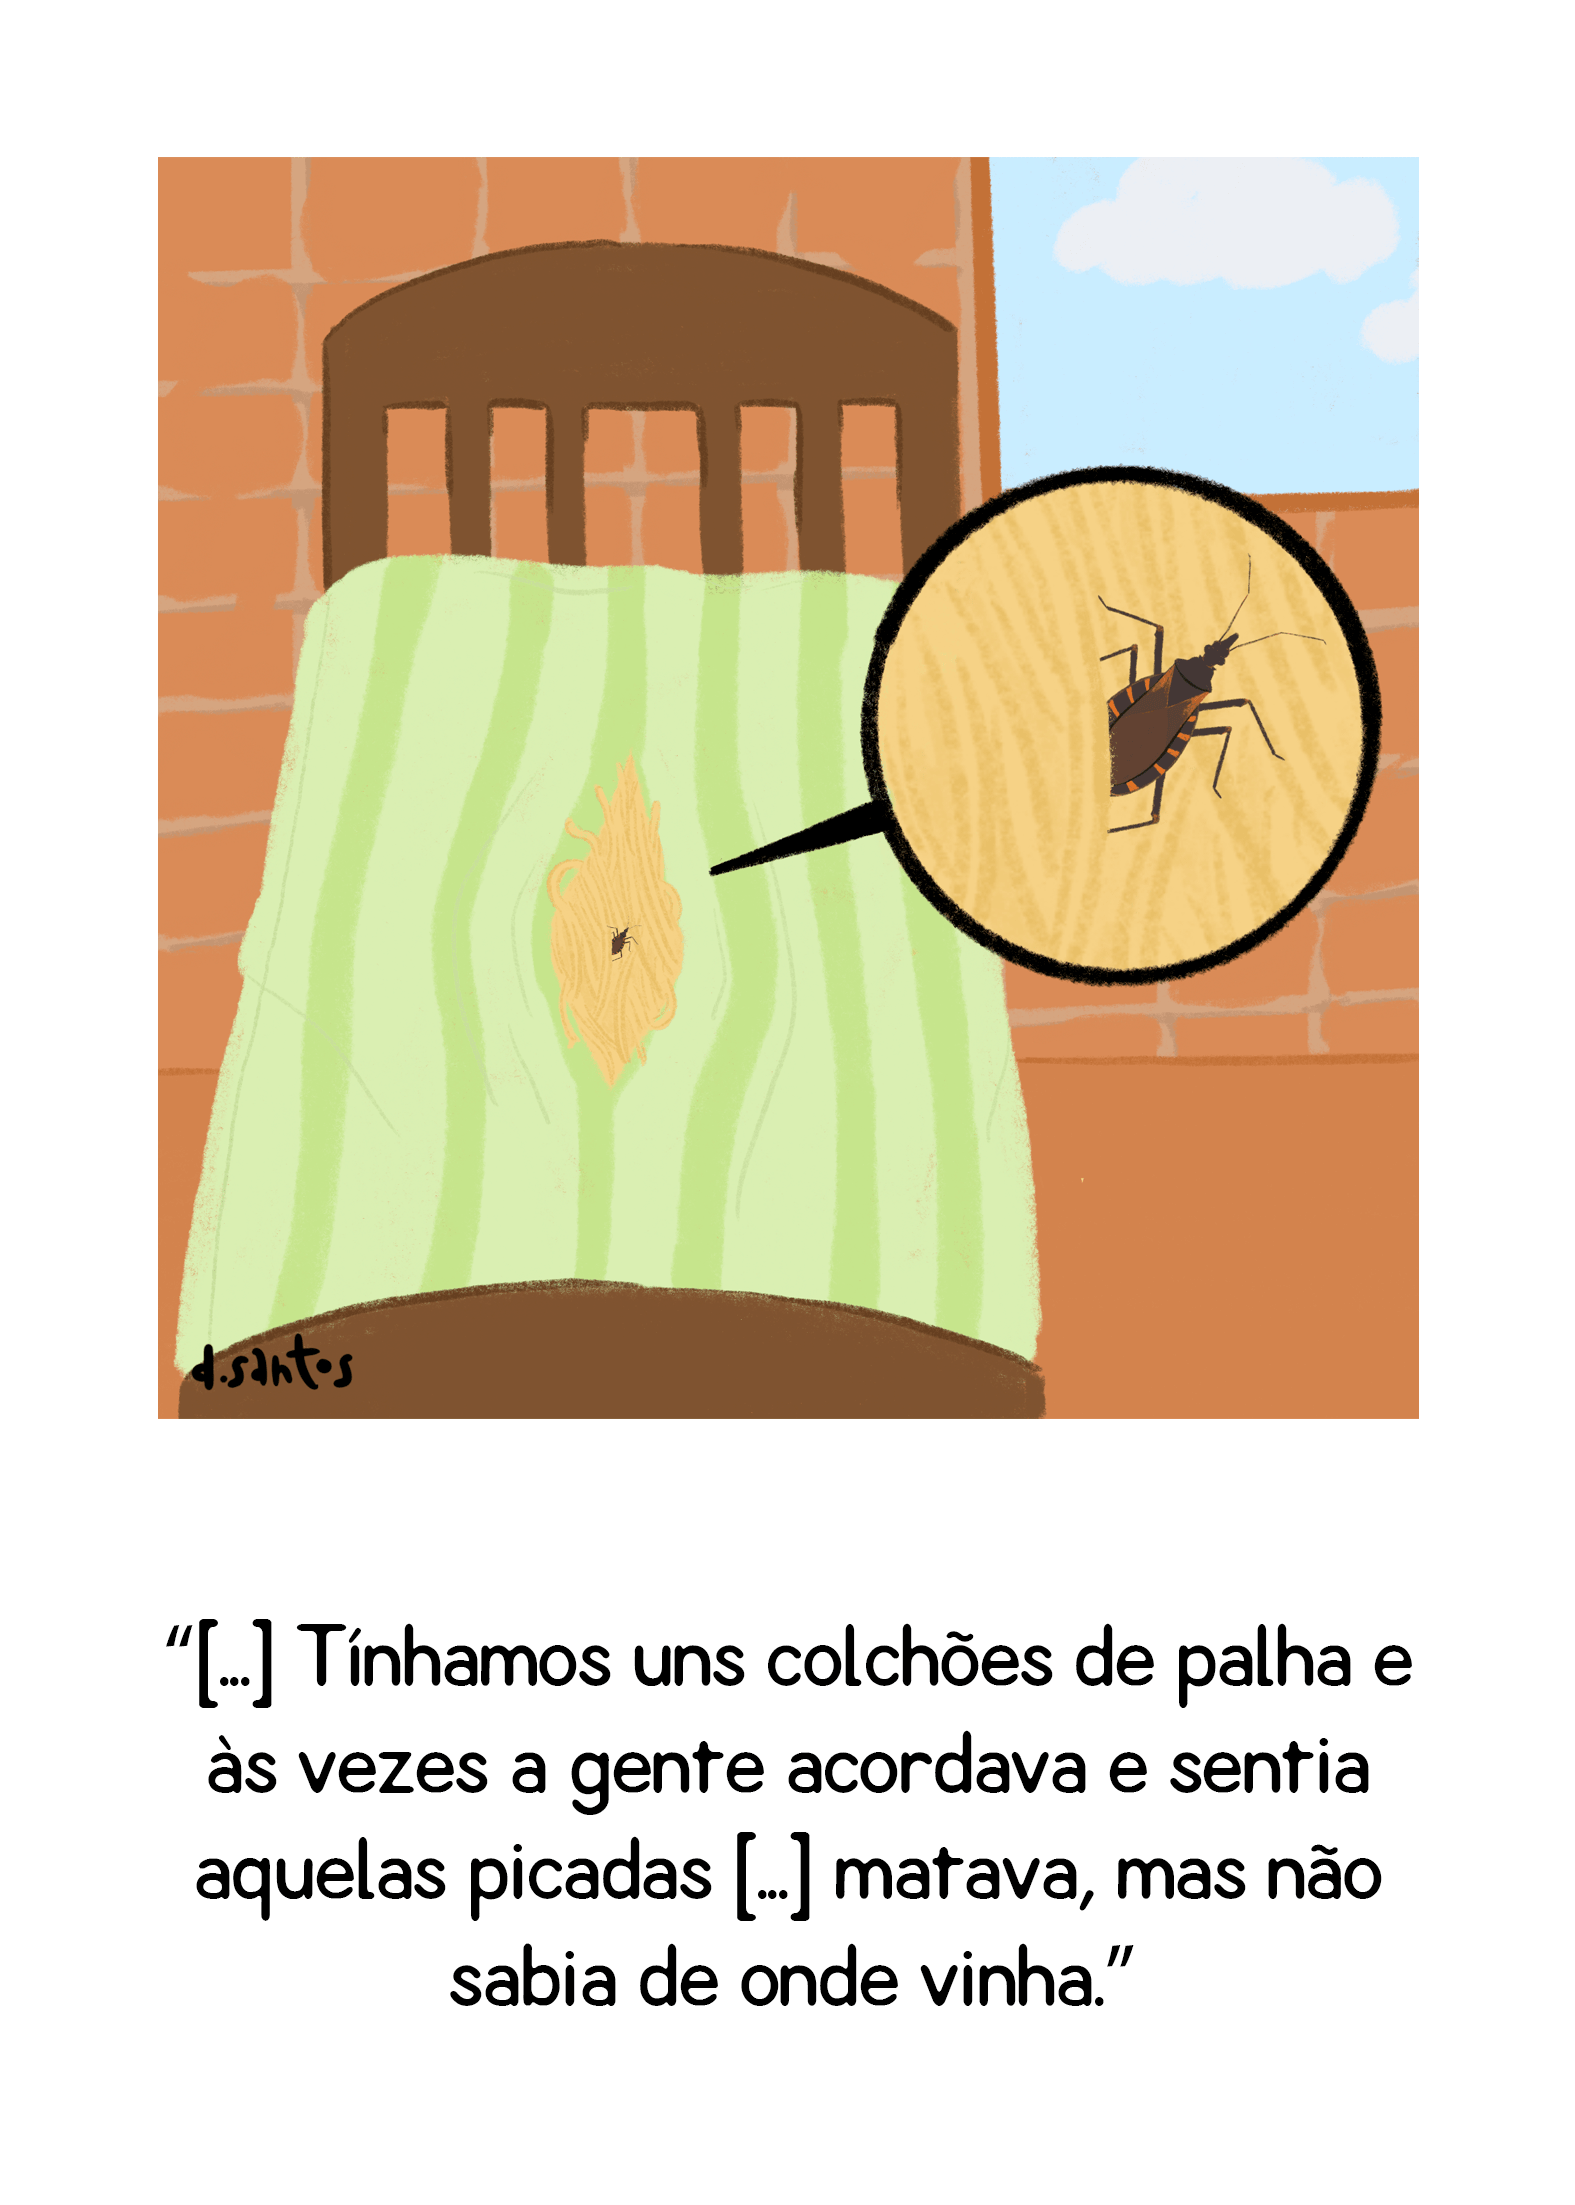 d.santos
“[...] Tínhamos uns colchões de palha e
às vezes a gente acordava e sentia
aquelas picadas [...] matava, mas não
sabia de onde vinha.”